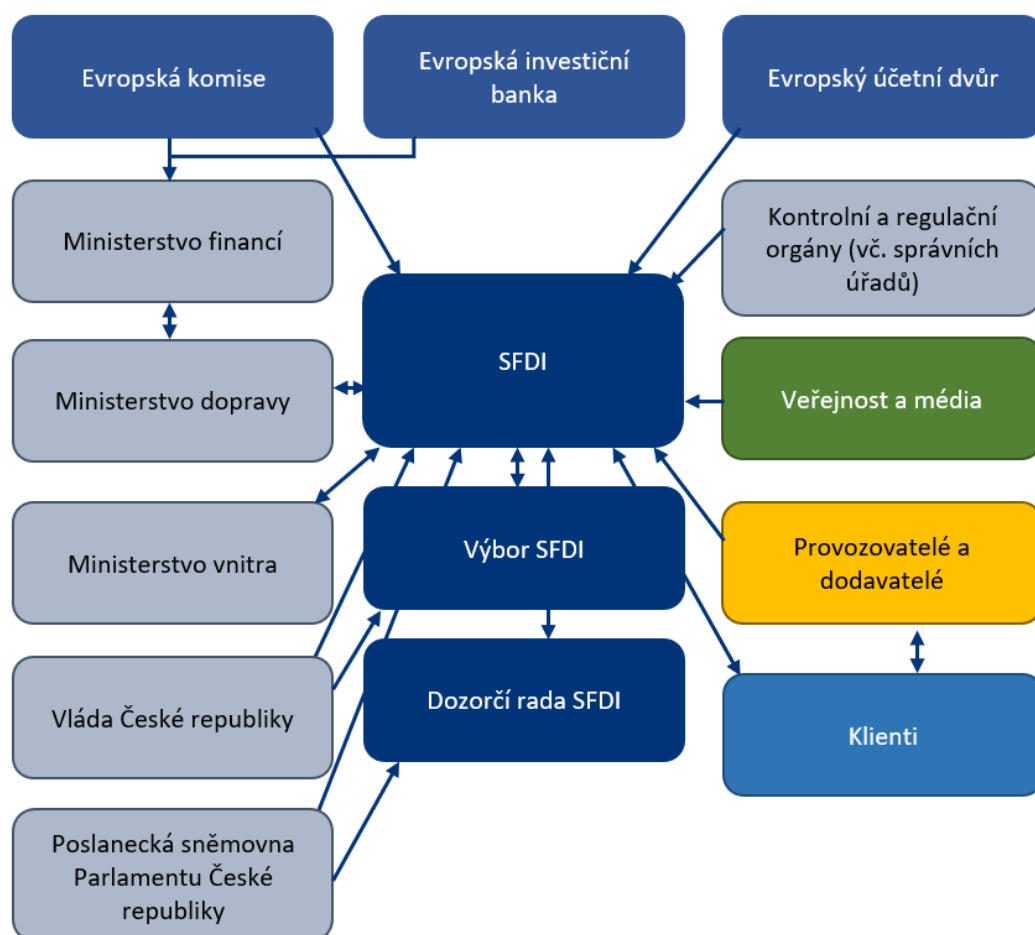 Evropská komise
Evropská investiční
banka
Evropský účetní dvůr
Ministerstvo financí
Kontrolní a regulační
orgány (vč. správních
úřadů)
SFDI
Ministerstvo dopravy
Veřejnost a média
Ministerstvo vnitra
Výbor SFDI
Provozovatelé a
dodavatelé
Vláda České republiky
Dozorčí rada SFDI
Klienti
Poslanecká sněmovna
Parlamentu České
republiky